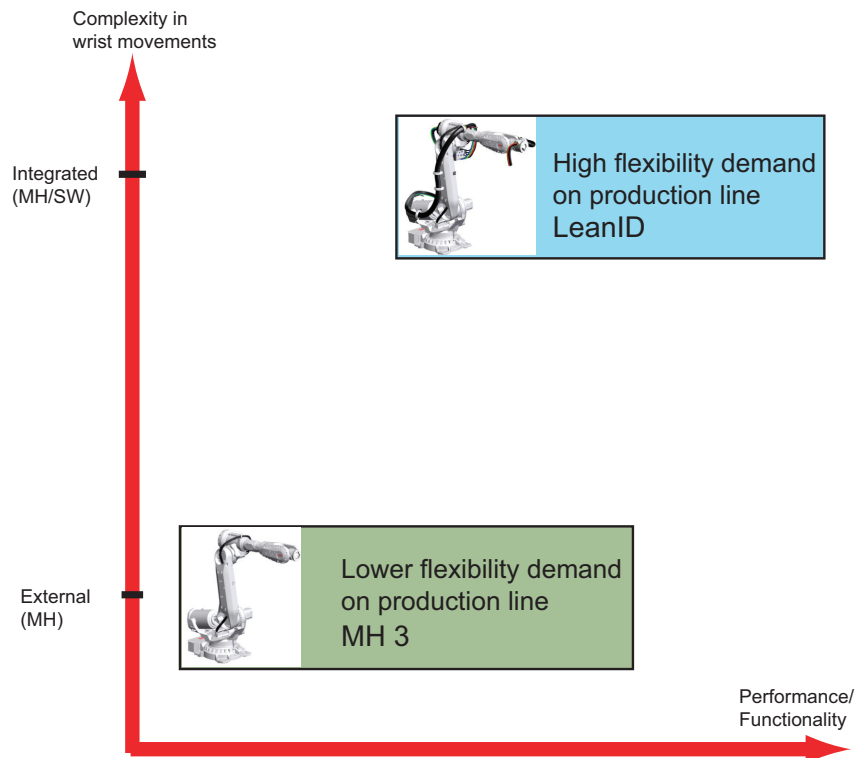 Complexity in
wrist movements
Integrated
(MH/SW)
High flexibility demand
on production line
LeanID
External
(MH)
Lower flexibility demand
on production line
MH 3
Performance/
Functionality